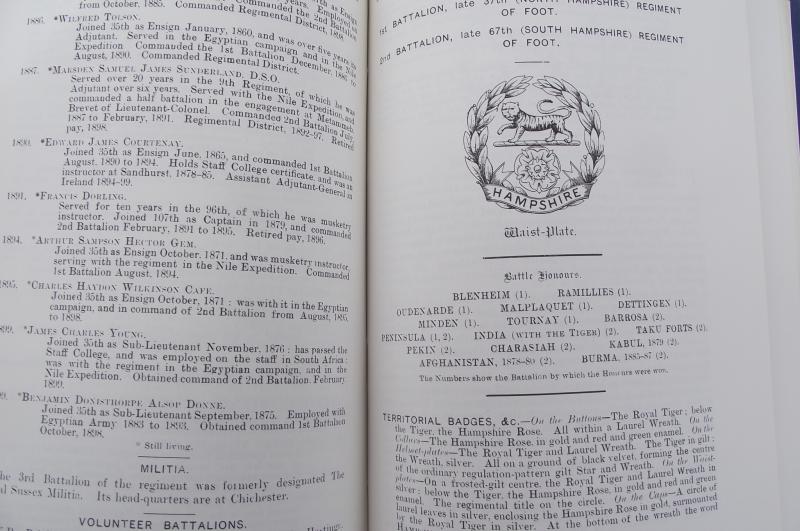 October, 1885. Commanded the 2nd Battalion
Commanded Regimental District, 1898.
1886. *WILFRED TOLSON.
Joined 35th as Ensign January, 1860, and was over five years its
Adjutant. Served in the Egyptian campaign and in the Nile
Expedition Commanded the 1st Battalion December, 1886 to
August, 1890. Commanded Regimental District.
1887. *MARSDEN SAMUEL JAMES SUNDERLAND, D.S.O.
Served over 20 years in the 9th Regiment, of which he was
Adjutant over six years. Served with the Nile Expedition, and
commanded a half battalion in the engagement at Metammeh.
Brevet of Lieutenant-Colonel. Commanded 2nd Battalion July,
1887 to February, 1891. Regimental District, 1892-97. Retired
pay, 1898.
1890. *EDWARD JAMES COURTENAY.
Joined 35th as Ensign June, 1865, and commanded 1st Battalion
August, 1890 to 1894. Holds Staff College certificate, and was an
instructor at Sandhurst, 1878-85. Assistant Adjutant-General in
Ireland 1894-99.
1891. *FRANCIS DORLING.
Served for ten years in the 96th, of which he was musketry
instructor. Joined 107th as Captain in 1879, and commanded
2nd Battalion February, 1891 to 1895. Retired pay, 1896.
1894. *ARTHUR SAMPSON HECTOR GEM.
Joined 35th as Ensign October, 1871, and was musketry instructor,
serving with the regiment in the Nile Expedition. Commanded
1st Battalion August, 1894.
895. *CHARLES HAYDON WILKINSON CAFE.
Joined 35th as Ensign October, 1871 : was with it in the Egyptian
campaign, and in command of 2nd Battalion from August, 1895
to 1898.
899. *JAMES CHARLES YOUNG.
Joined 35th as Sub-Lieutenant November, 1876 : has passed the
Staff College, and was employed on the staff in South Africa :
was with the regiment in the Egyptian campaign, and in the
Nile Expedition. Obtained command of 2nd Battalion, February,
1899.
9. *BENJAMIN DONISTHORPE ALSOP DONNE.
Joined 35th as Sub-Lieutenant September, 1875. Employed with
Egyptian Army 1883 to 1893. Obtained command 1st Battalion
October, 1898.
* Still living.
MILITIA.
The 3rd Battalion of the regiment was formerly designated The
al Sussex Militia. Its head-quarters are at Chichester.
VOLUNTEER BATTALIONS.
1ST BATTALION, late 37th (NORTH HAMPSHIRE) REGIMENT
OF FOOT.
2ND BATTALION, late 67th (SOUTH HAMPSHIRE) REGIMENT
OF FOOT.
HAMPSHIRE
Waist-Plate.
Battle Honours.
BLENHEIM (1). RAMILLIES (1).
OUDENARDE (1). MALPLAQUET (1). DETTINGEN (1).
MINDEN (1). TOURNAY (1). BARROSA (2).
PENINSULA (1, 2). INDIA (WITH THE TIGER) (2). TAKU FORTS (2).
PEKIN (2). CHARASIAH (2). KABUL, 1879 (2).
AFGHANISTAN, 1878-80 (2). BURMA, 1885-87 (2).
The Numbers show the Battalion by which the Honours were won.
TERRITORIAL BADGES, &c.—On the Buttons—The Royal Tiger; below
the Tiger, the Hampshire Rose. All within a Laurel Wreath. On the
Collars—The Hampshire Rose, in gold and red and green enamel. On the
Helmet-plates—The Royal Tiger and Laurel Wreath. The Tiger in gilt :
the Wreath, silver. All on a ground of black velvet, forming the centre
of the ordinary regulation-pattern gilt Star and Wreath. On the Waist-
plates—On a frosted-gilt centre, the Royal Tiger and Laurel Wreath in
silver ; below the Tiger, the Hampshire Rose, in gold and red and green
enamel. The regimental title on the circle. On the Caps—A circle of
laurel leaves in silver, enclosing the Hampshire Rose in gold, surmounted
by the Royal Tiger in silver. At the bottom of the wreath the word